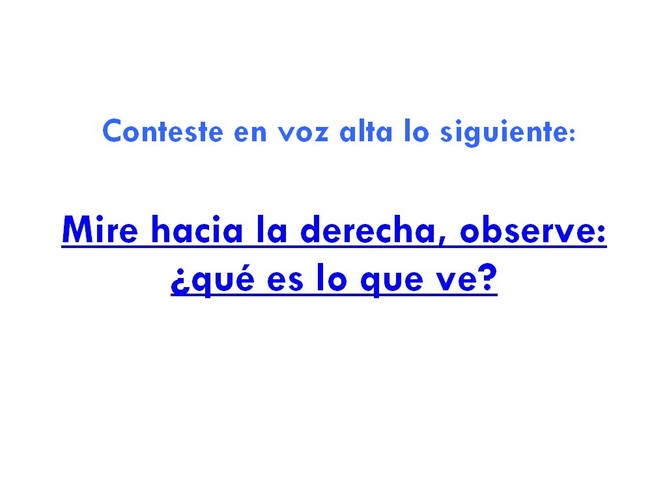 Conteste en voz alta lo siguiente:
Mire hacia la derecha, observe:
¿qué es lo que ve?